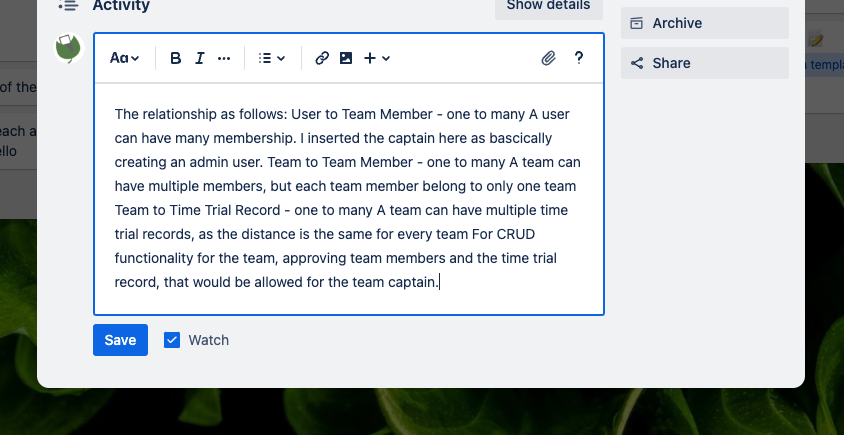 Activity
Show details
Archive
Share
Aa
B I
?
The relationship as follows: User to Team Member - one to many A user
can have many membership. I inserted the captain here as bascically
creating an admin user. Team to Team Member - one to many A team can
have multiple members, but each team member belong to only one team
Team to Time Trial Record - one to many A team can have multiple time
trial records, as the distance is the same for every team For CRUD
functionality for the team, approving team members and the time trial
record, that would be allowed for the team captain.
Save
Watch
of the
each a
ello
templa